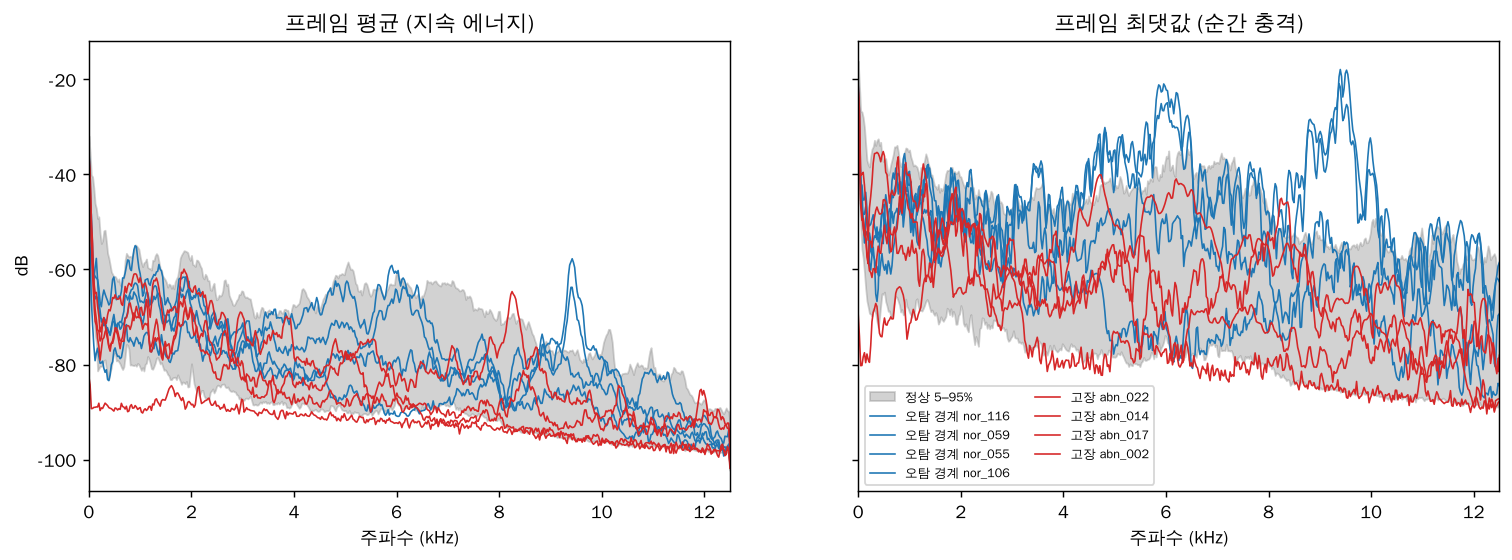 프레임 평균 (지속 에너지)
dB
-20
-40
-60
-80
-100
0 2 4 6 8 10 12
주파수 (kHz)
프레임 최댓값 (순간 충격)
정상 5–95%
오탐 경계 nor_116
오탐 경계 nor_059
오탐 경계 nor_055
오탐 경계 nor_106
고장 abn_022
고장 abn_014
고장 abn_017
고장 abn_002
0 2 4 6 8 10 12
주파수 (kHz)